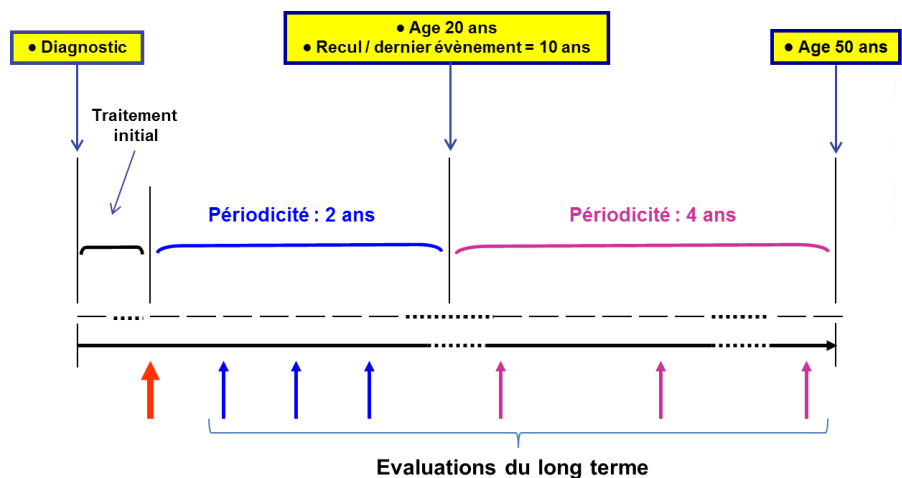 ● Diagnostic
● Age 20 ans
● Recul / dernier évènement = 10 ans
● Age 50 ans
Traitement
initial
Périodicité : 2 ans
Périodicité : 4 ans
Evaluations du long terme